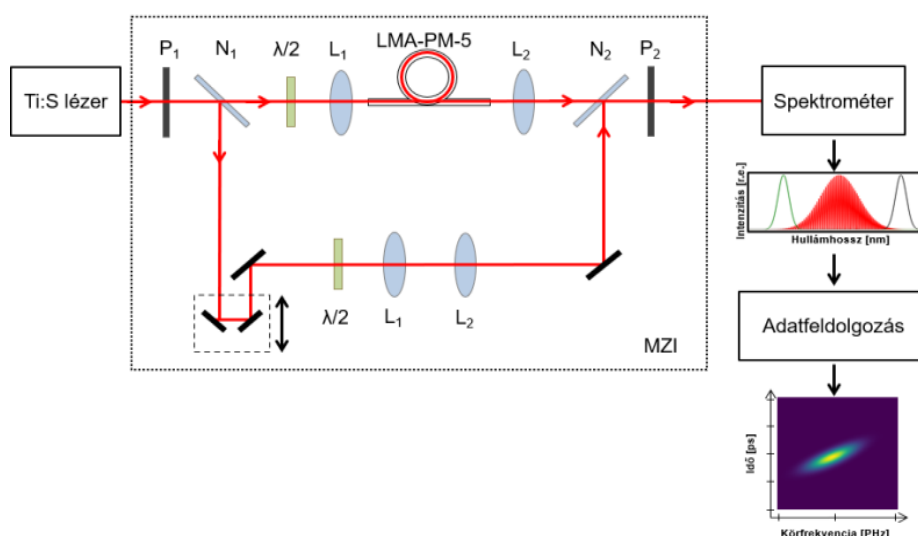 P₁
N₁
λ/2
L₁
LMA-PM-5
L₂
N₂
P₂
Ti:S lézer
Spektrométer
Intenzitás [r.e.]
Hullámhossz [nm]
λ/2
L₁
L₂
MZI
Adatfeldolgozás
Idő [ps]
Körfrekvencia [PHz]